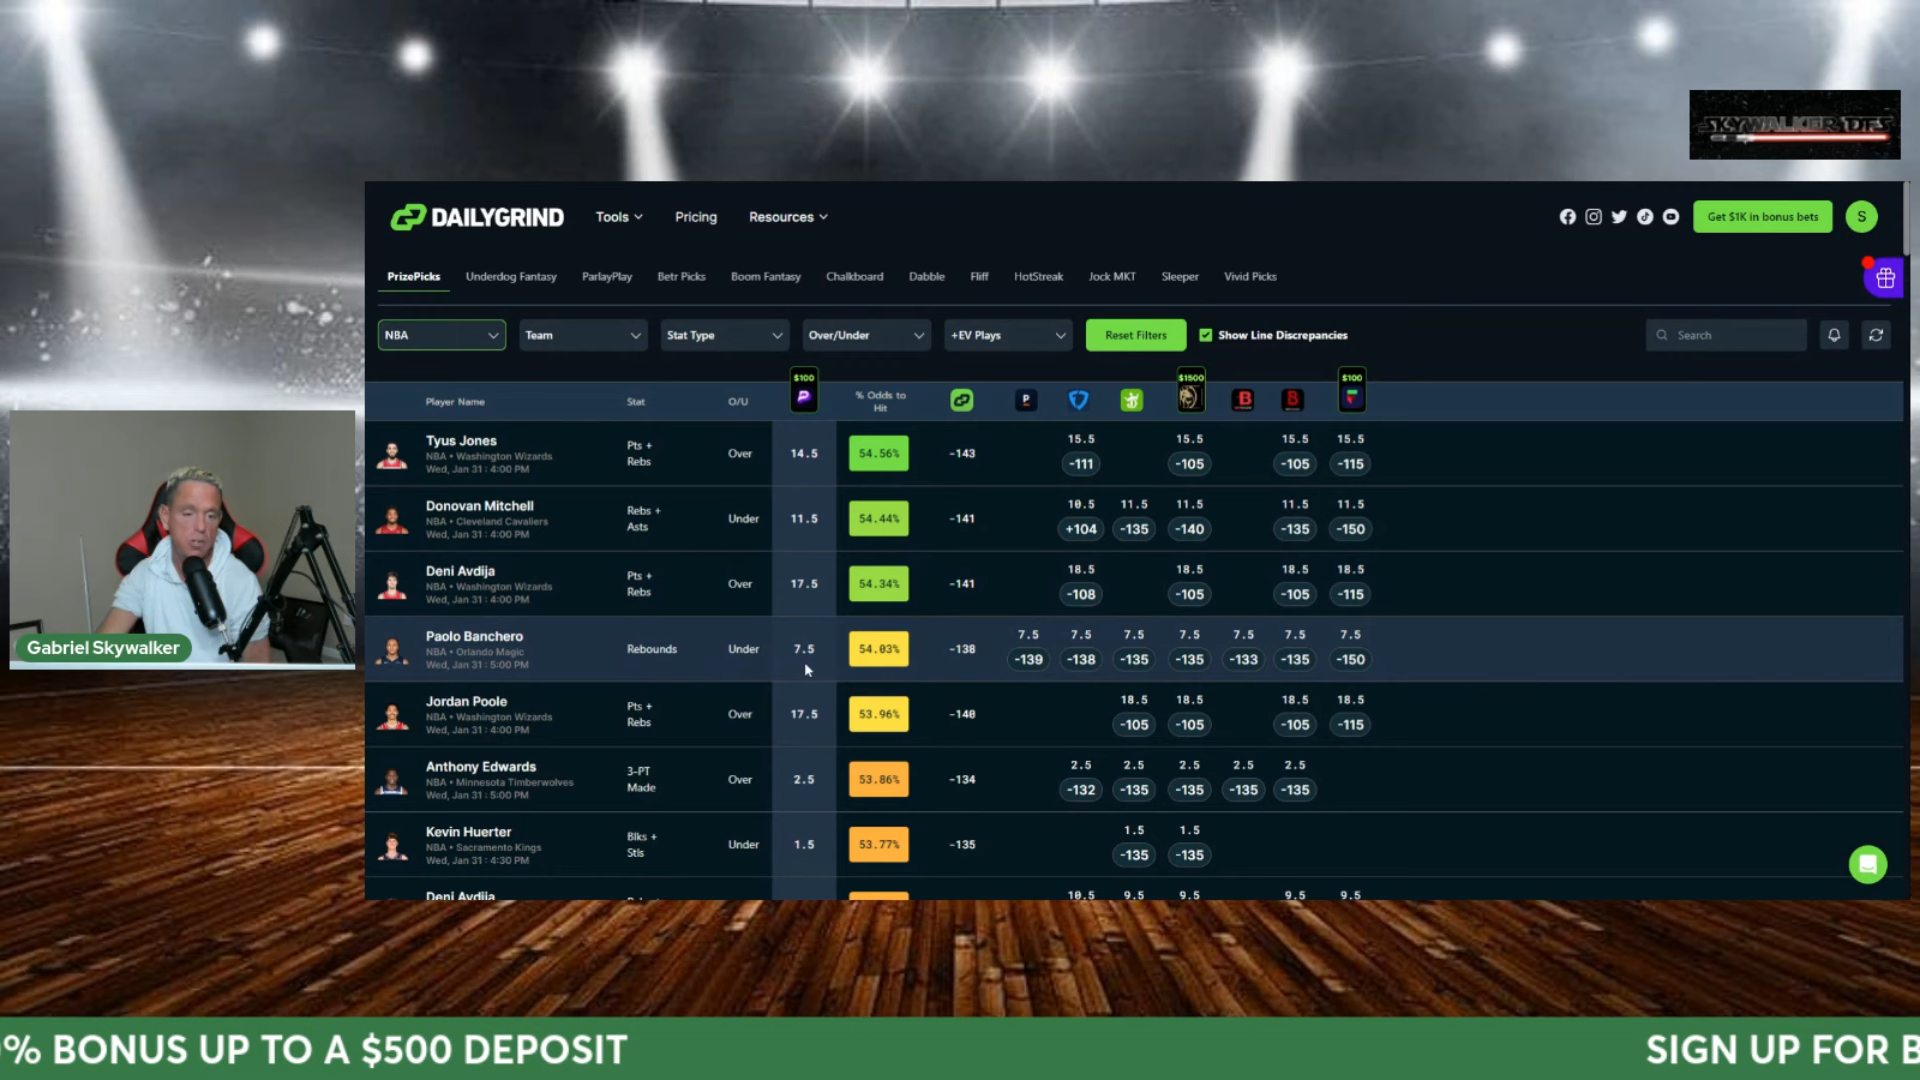 SKYWALKER DFS
DAILYGRIND
Tools
Pricing
Resources
Get $1K in bonus bets
S
PrizePicks
Underdog Fantasy
ParlayPlay
Betr Picks
Boom Fantasy
Chalkboard
Dabble
Fliff
HotStreak
Jock MKT
Sleeper
Vivid Picks
NBA
Team
Stat Type
Over/Under
+EV Plays
Reset Filters
Show Line Discrepancies
Search
$100
$1500
$100
Player Name
Stat
O/U
% Odds to
Hit
Tyus Jones
NBA • Washington Wizards
Wed, Jan 31 : 4:00 PM
Pts +
Rebs
Over
14.5
54.56%
-143
15.5 15.5 15.5 15.5
-111 -105 -105 -115
Donovan Mitchell
NBA • Cleveland Cavaliers
Wed, Jan 31 : 4:00 PM
Rebs +
Asts
Under
11.5
54.44%
-141
10.5 11.5 11.5 11.5 11.5
+104 -135 -140 -135 -150
Deni Avdija
NBA • Washington Wizards
Wed, Jan 31 : 4:00 PM
Pts +
Rebs
Over
17.5
54.34%
-141
18.5 18.5 18.5 18.5
-108 -105 -105 -115
Paolo Banchero
NBA • Orlando Magic
Wed, Jan 31 : 5:00 PM
Rebounds
Under
7.5
54.03%
-138
7.5 7.5 7.5 7.5 7.5 7.5 7.5
-139 -138 -135 -135 -133 -135 -150
Jordan Poole
NBA • Washington Wizards
Wed, Jan 31 : 4:00 PM
Pts +
Rebs
Over
17.5
53.96%
-140
18.5 18.5 18.5 18.5
-105 -105 -105 -115
Anthony Edwards
NBA • Minnesota Timberwolves
Wed, Jan 31 : 5:00 PM
3-PT
Made
Over
2.5
53.86%
-134
2.5 2.5 2.5 2.5 2.5
-132 -135 -135 -135 -135
Kevin Huerter
NBA • Sacramento Kings
Wed, Jan 31 : 4:30 PM
Blks +
Stls
Under
1.5
53.77%
-135
1.5 1.5
-135 -135
Deni Avdija
10.5 9.5 9.5 9.5 9.5
Gabriel Skywalker
% BONUS UP TO A $500 DEPOSIT
SIGN UP FOR B